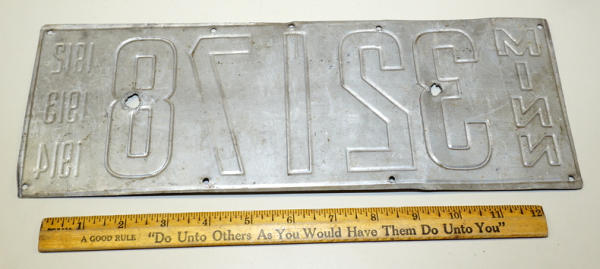 MINN
32178
1912
1913
1914
1 2 3 4 5 6 7 8 9 10 11 12
A GOOD RULE "Do Unto Others As You Would Have Them Do Unto You"